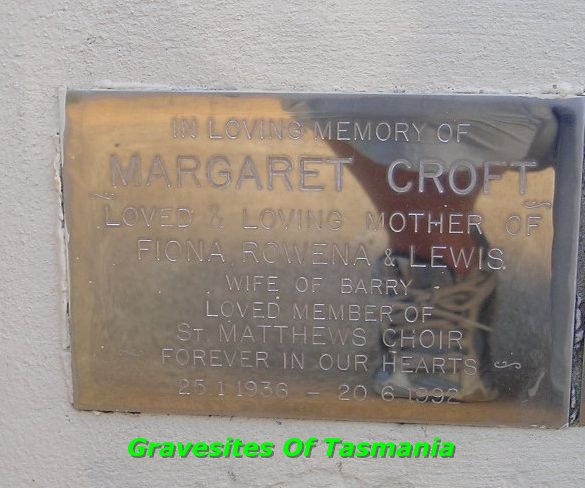 IN LOVING MEMORY OF
MARGARET CROFT
LOVED & LOVING MOTHER OF
FIONA, ROWENA & LEWIS.
WIFE OF BARRY
LOVED MEMBER OF
ST. MATTHEWS CHOIR
FOREVER IN OUR HEARTS
25.1.1936 - 20.6.1992
Gravesites Of Tasmania